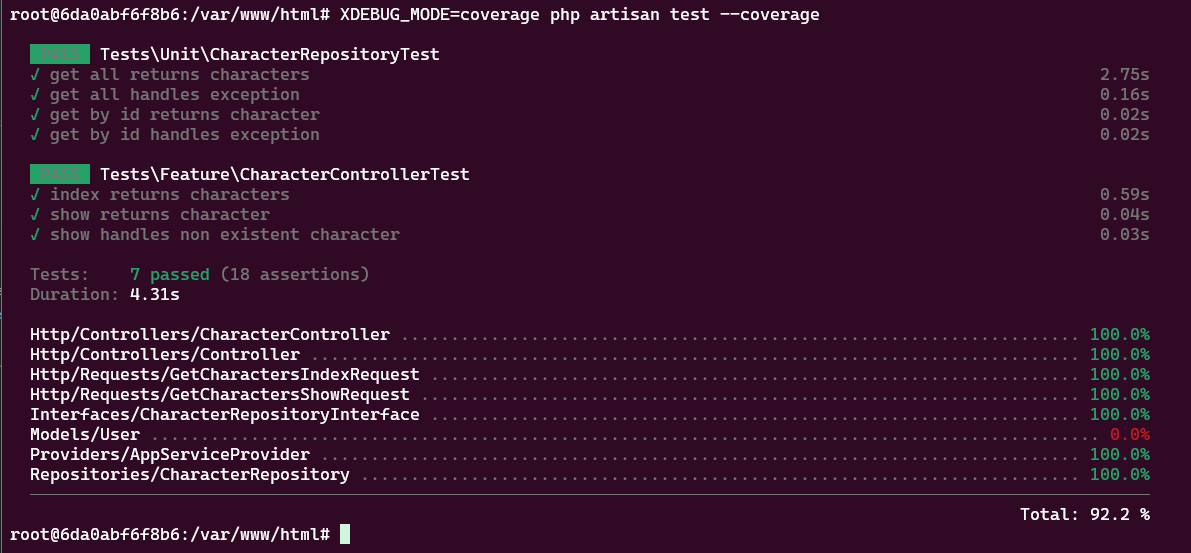 root@6da0abf6f8b6:/var/www/html# XDEBUG_MODE=coverage php artisan test --coverage
PASS Tests\Unit\CharacterRepositoryTest
✓ get all returns characters 2.75s
✓ get all handles exception 0.16s
✓ get by id returns character 0.02s
✓ get by id handles exception 0.02s
PASS Tests\Feature\CharacterControllerTest
✓ index returns characters 0.59s
✓ show returns character 0.04s
✓ show handles non existent character 0.03s
Tests: 7 passed (18 assertions)
Duration: 4.31s
Http/Controllers/CharacterController .................................................................... 100.0%
Http/Controllers/Controller ............................................................................. 100.0%
Http/Requests/GetCharactersIndexRequest ................................................................. 100.0%
Http/Requests/GetCharactersShowRequest .................................................................. 100.0%
Interfaces/CharacterRepositoryInterface ................................................................. 100.0%
Models/User ............................................................................................... 0.0%
Providers/AppServiceProvider ............................................................................ 100.0%
Repositories/CharacterRepository ........................................................................ 100.0%
Total: 92.2 %
root@6da0abf6f8b6:/var/www/html#